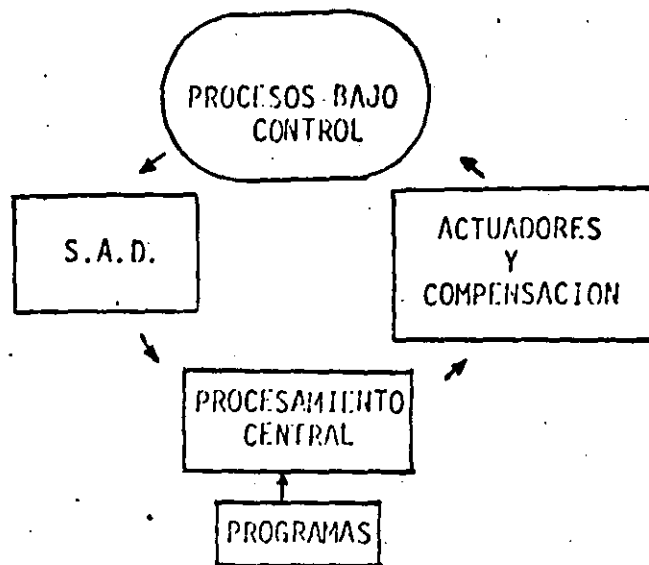 PROCESOS BAJO
CONTROL
S.A.D.
ACTUADORES
Y
COMPENSACION
PROCESAMIENTO
CENTRAL
PROGRAMAS